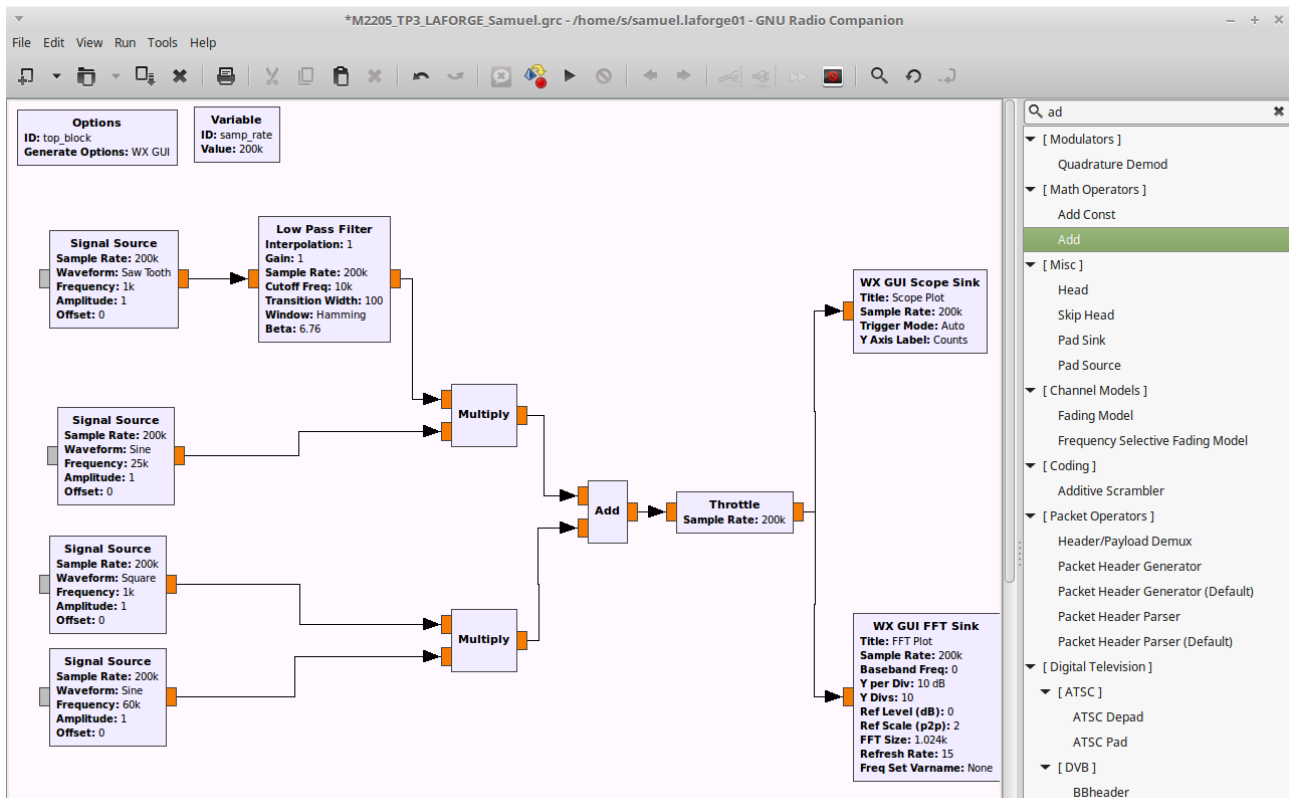 *M2205_TP3_LAFORGE_Samuel.grc - /home/s/samuel.laforge01 - GNU Radio Companion
File Edit View Run Tools Help
Options
ID: top_block
Generate Options: WX GUI
Variable
ID: samp_rate
Value: 200k
Signal Source
Sample Rate: 200k
Waveform: Saw Tooth
Frequency: 1k
Amplitude: 1
Offset: 0
Low Pass Filter
Interpolation: 1
Gain: 1
Sample Rate: 200k
Cutoff Freq: 10k
Transition Width: 100
Window: Hamming
Beta: 6.76
Signal Source
Sample Rate: 200k
Waveform: Sine
Frequency: 25k
Amplitude: 1
Offset: 0
Multiply
Signal Source
Sample Rate: 200k
Waveform: Square
Frequency: 1k
Amplitude: 1
Offset: 0
Signal Source
Sample Rate: 200k
Waveform: Sine
Frequency: 60k
Amplitude: 1
Offset: 0
Multiply
Add
Throttle
Sample Rate: 200k
WX GUI Scope Sink
Title: Scope Plot
Sample Rate: 200k
Trigger Mode: Auto
Y Axis Label: Counts
WX GUI FFT Sink
Title: FFT Plot
Sample Rate: 200k
Baseband Freq: 0
Y per Div: 10 dB
Y Divs: 10
Ref Level (dB): 0
Ref Scale (p2p): 2
FFT Size: 1.024k
Refresh Rate: 15
Freq Set Varname: None
ad
[ Modulators ]
Quadrature Demod
[ Math Operators ]
Add Const
Add
[ Misc ]
Head
Skip Head
Pad Sink
Pad Source
[ Channel Models ]
Fading Model
Frequency Selective Fading Model
[ Coding ]
Additive Scrambler
[ Packet Operators ]
Header/Payload Demux
Packet Header Generator
Packet Header Generator (Default)
Packet Header Parser
Packet Header Parser (Default)
[ Digital Television ]
[ ATSC ]
ATSC Depad
ATSC Pad
[ DVB ]
BBheader